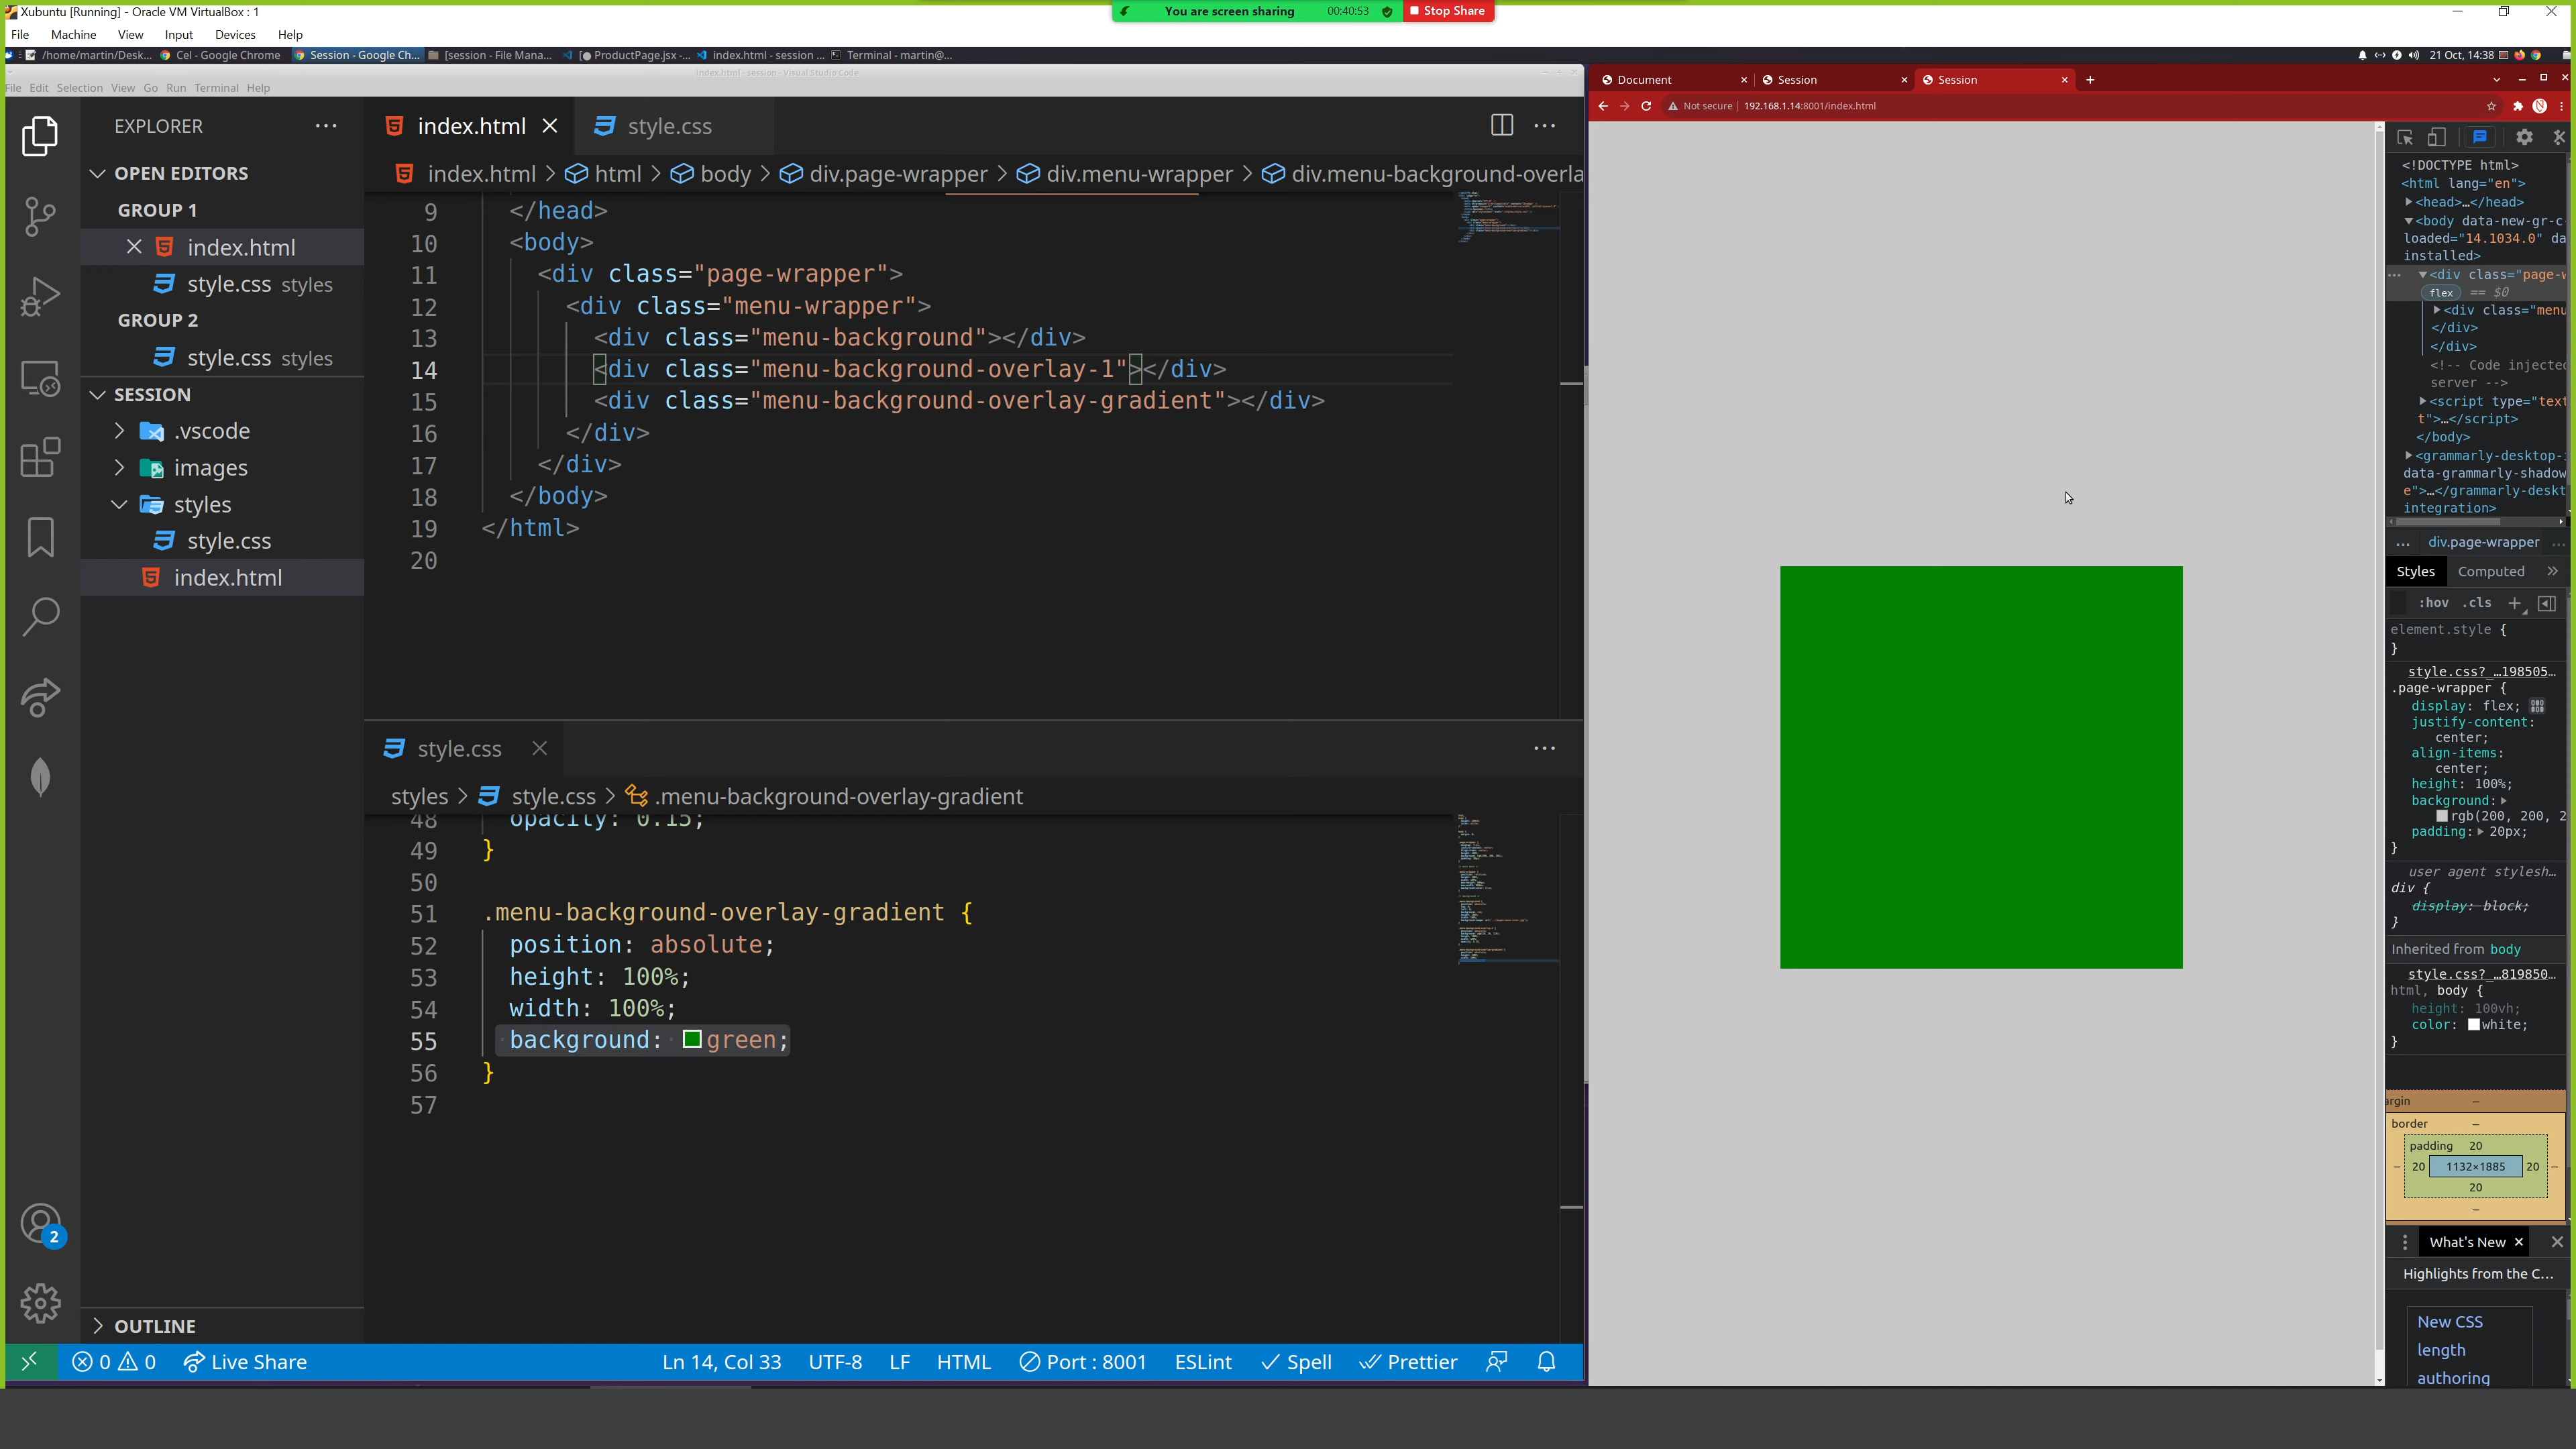 Xubuntu [Running] - Oracle VM VirtualBox : 1
You are screen sharing 00:40:53 Stop Share
File Machine View Input Devices Help
/home/martin/Desk... Cel - Google Chrome Session - Google Ch... [session - File Mana... [● ProductPage.jsx -... index.html - session ... Terminal - martin@... 21 Oct, 14:38
index.html - session - Visual Studio Code
File Edit Selection View Go Run Terminal Help
EXPLORER
OPEN EDITORS
GROUP 1
index.html
style.css styles
GROUP 2
style.css styles
SESSION
.vscode
images
styles
style.css
index.html
OUTLINE
2
index.html style.css
index.html > html > body > div.page-wrapper > div.menu-wrapper > div.menu-background-overla
9 </head>
10 <body>
11 <div class="page-wrapper">
12 <div class="menu-wrapper">
13 <div class="menu-background"></div>
14 <div class="menu-background-overlay-1"></div>
15 <div class="menu-background-overlay-gradient"></div>
16 </div>
17 </div>
18 </body>
19 </html>
20
style.css
styles > style.css > .menu-background-overlay-gradient
48 opacity: 0.15;
49 }
50
51 .menu-background-overlay-gradient {
52 position: absolute;
53 height: 100%;
54 width: 100%;
55 background: green;
56 }
57
0 0 Live Share Ln 14, Col 33 UTF-8 LF HTML Port : 8001 ESLint Spell Prettier
Document Session Session
Not secure 192.168.1.14:8001/index.html
<!DOCTYPE html>
<html lang="en">
<head>…</head>
<body data-new-gr-c
loaded="14.1034.0" da
installed>
<div class="page-w
flex == $0
<div class="menu
</div>
</div>
<!-- Code injected
server -->
<script type="text
t">…</script>
</body>
<grammarly-desktop-i
data-grammarly-shadow
e">…</grammarly-deskt
integration>
... div.page-wrapper ...
Styles Computed
:hov .cls
element.style {
}
style.css?_…198505…
.page-wrapper {
display: flex;
justify-content:
center;
align-items:
center;
height: 100%;
background:
rgb(200, 200, 2
padding: 20px;
}
user agent stylesh…
div {
display: block;
}
Inherited from body
style.css?_…819850…
html, body {
height: 100vh;
color: white;
}
argin –
border –
padding 20
– 20 1132×1885 20 –
20
–
What's New
Highlights from the C…
New CSS
length
authoring